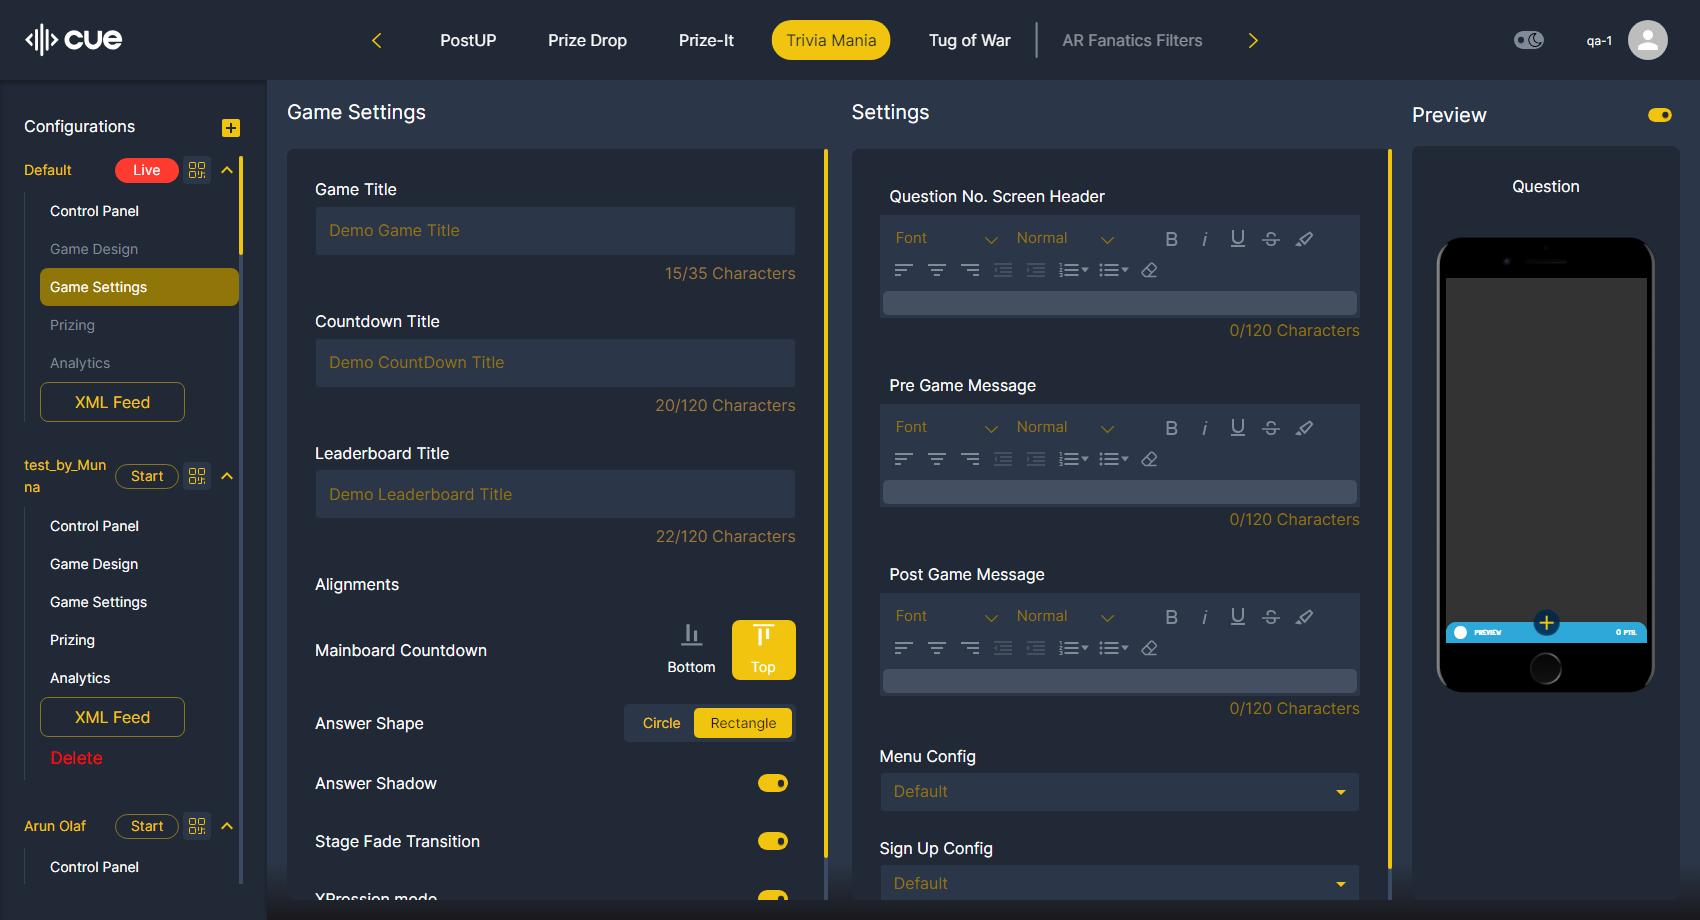 cue
PostUP
Prize Drop
Prize-It
Trivia Mania
Tug of War
AR Fanatics Filters
qa-1
Configurations
Default
Live
Control Panel
Game Design
Game Settings
Prizing
Analytics
XML Feed
test_by_Mun
na
Start
Control Panel
Game Design
Game Settings
Prizing
Analytics
XML Feed
Delete
Arun Olaf
Start
Control Panel
Game Settings
Game Title
Demo Game Title
15/35 Characters
Countdown Title
Demo CountDown Title
20/120 Characters
Leaderboard Title
Demo Leaderboard Title
22/120 Characters
Alignments
Mainboard Countdown
Bottom
Top
Answer Shape
Circle
Rectangle
Answer Shadow
Stage Fade Transition
XPression mode
Settings
Question No. Screen Header
Font
Normal
B i U S
0/120 Characters
Pre Game Message
Font
Normal
B i U S
0/120 Characters
Post Game Message
Font
Normal
B i U S
0/120 Characters
Menu Config
Default
Sign Up Config
Default
Preview
Question
PREVIEW
0 PTS.